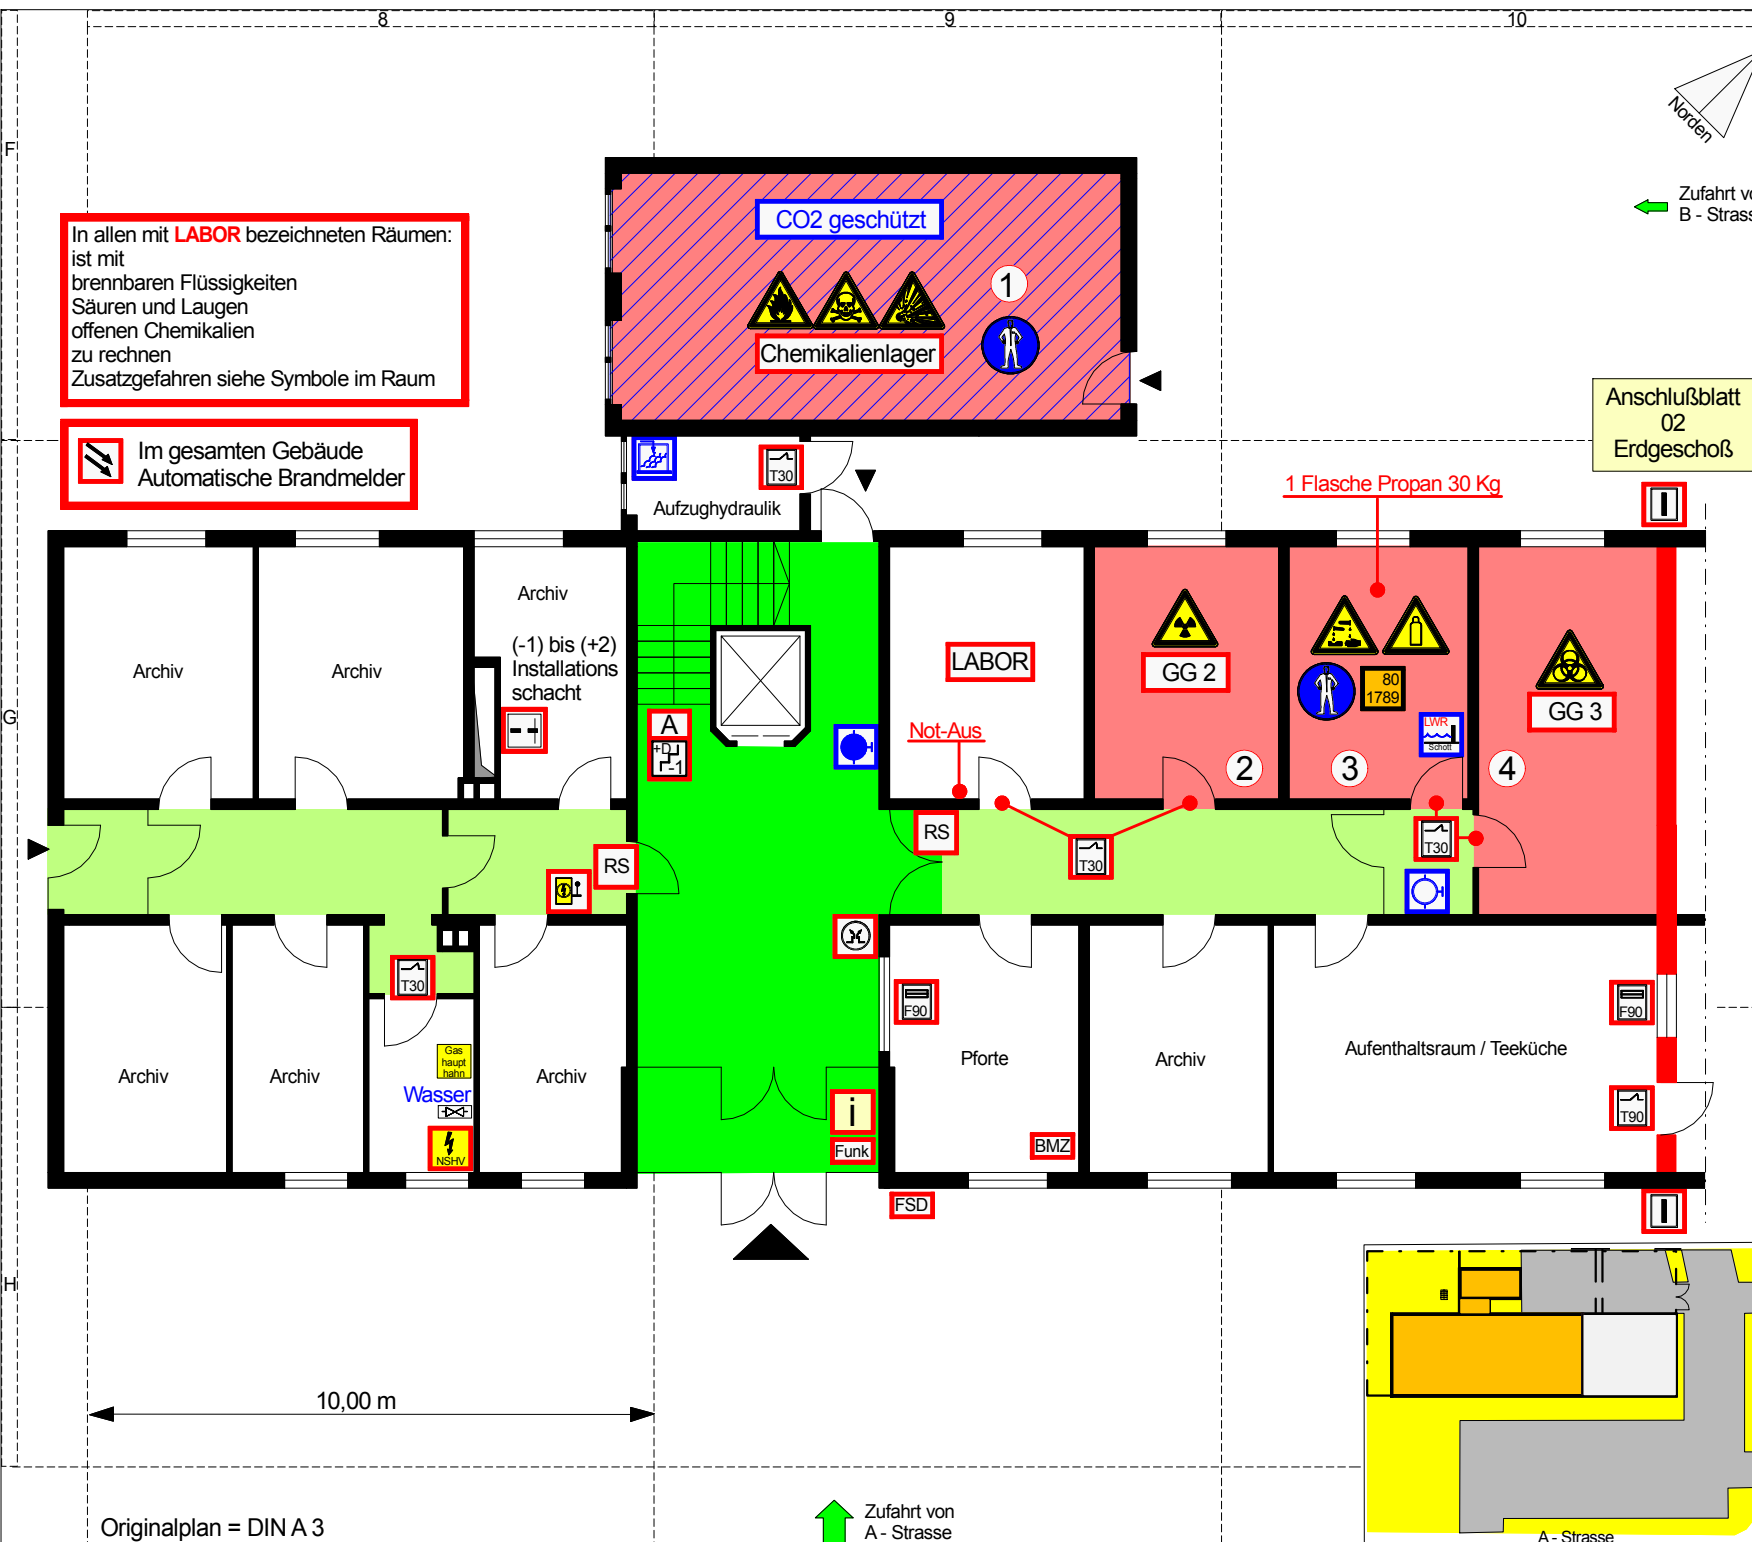 8
9
10
F
Norden
Zufahrt vo
B - Strass
In allen mit LABOR bezeichneten Räumen:
ist mit
brennbaren Flüssigkeiten
Säuren und Laugen
offenen Chemikalien
zu rechnen
Zusatzgefahren siehe Symbole im Raum
CO2 geschützt
1
Chemikalienlager
Anschlußblatt
02
Erdgeschoß
Im gesamten Gebäude
Automatische Brandmelder
T30
Aufzughydraulik
1 Flasche Propan 30 Kg
Archiv
Archiv
Archiv
(-1) bis (+2)
Installations
schacht
LABOR
GG 2
80
1789
GG 3
G
A
+D
-1
Not-Aus
LWR
Schott
2
3
4
RS
RS
T30
T30
T30
F90
F90
Archiv
Archiv
Gas
haupt
hahn
Wasser
NSHV
Archiv
Pforte
Archiv
Aufenthaltsraum / Teeküche
T90
i
Funk
BMZ
FSD
H
10,00 m
Originalplan = DIN A 3
Zufahrt von
A - Strasse
A - Strasse